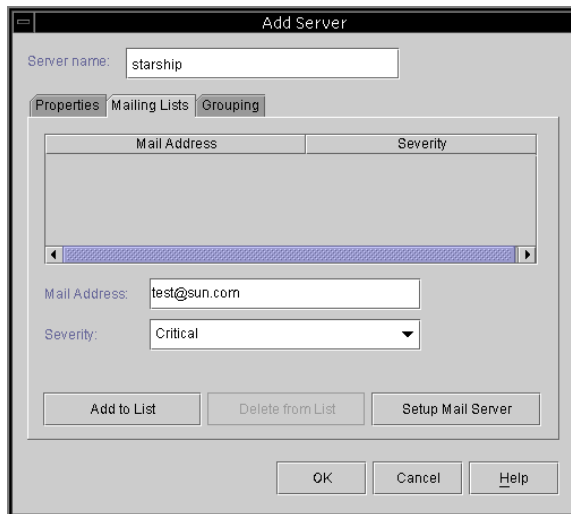 Add Server
Server name: starship
Properties Mailing Lists Grouping
Mail Address Severity
Mail Address: test@sun.com
Severity: Critical
Add to List Delete from List Setup Mail Server
OK Cancel Help